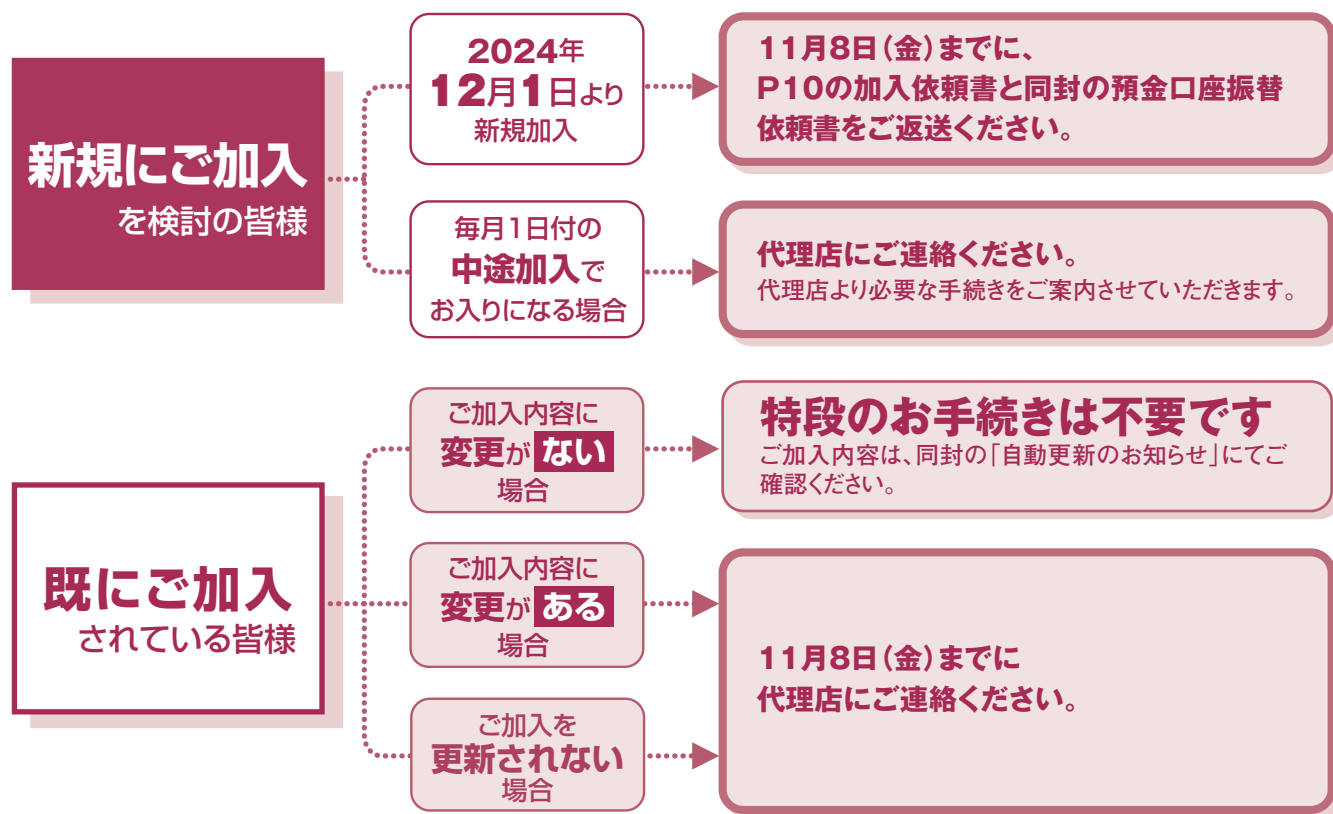 新規にご加入
を検討の皆様
2024年
12月1日より
新規加入
11月8日（金）までに、
P10の加入依頼書と同封の預金口座振替
依頼書をご返送ください。
毎月1日付の
中途加入で
お入りになる場合
代理店にご連絡ください。
代理店より必要な手続きをご案内させていただきます。
既にご加入
されている皆様
ご加入内容に
変更がない
場合
特段のお手続きは不要です
ご加入内容は、同封の「自動更新のお知らせ」にてご
確認ください。
ご加入内容に
変更がある
場合
ご加入を
更新されない
場合
11月8日（金）までに
代理店にご連絡ください。